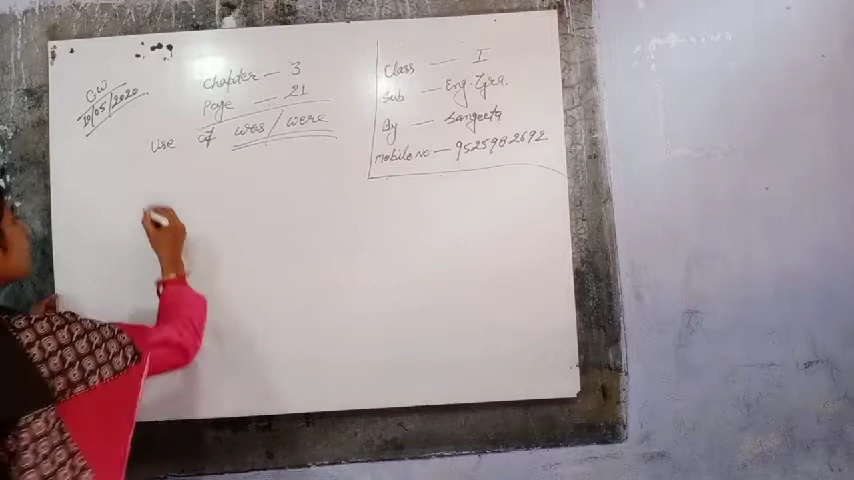 CW
19/05/2020
Chapter — 3
Page — 21
Use of was/were
Class — I
Sub — Eng. Gra.
By — Sangeeta
Mobile No — 9525982692